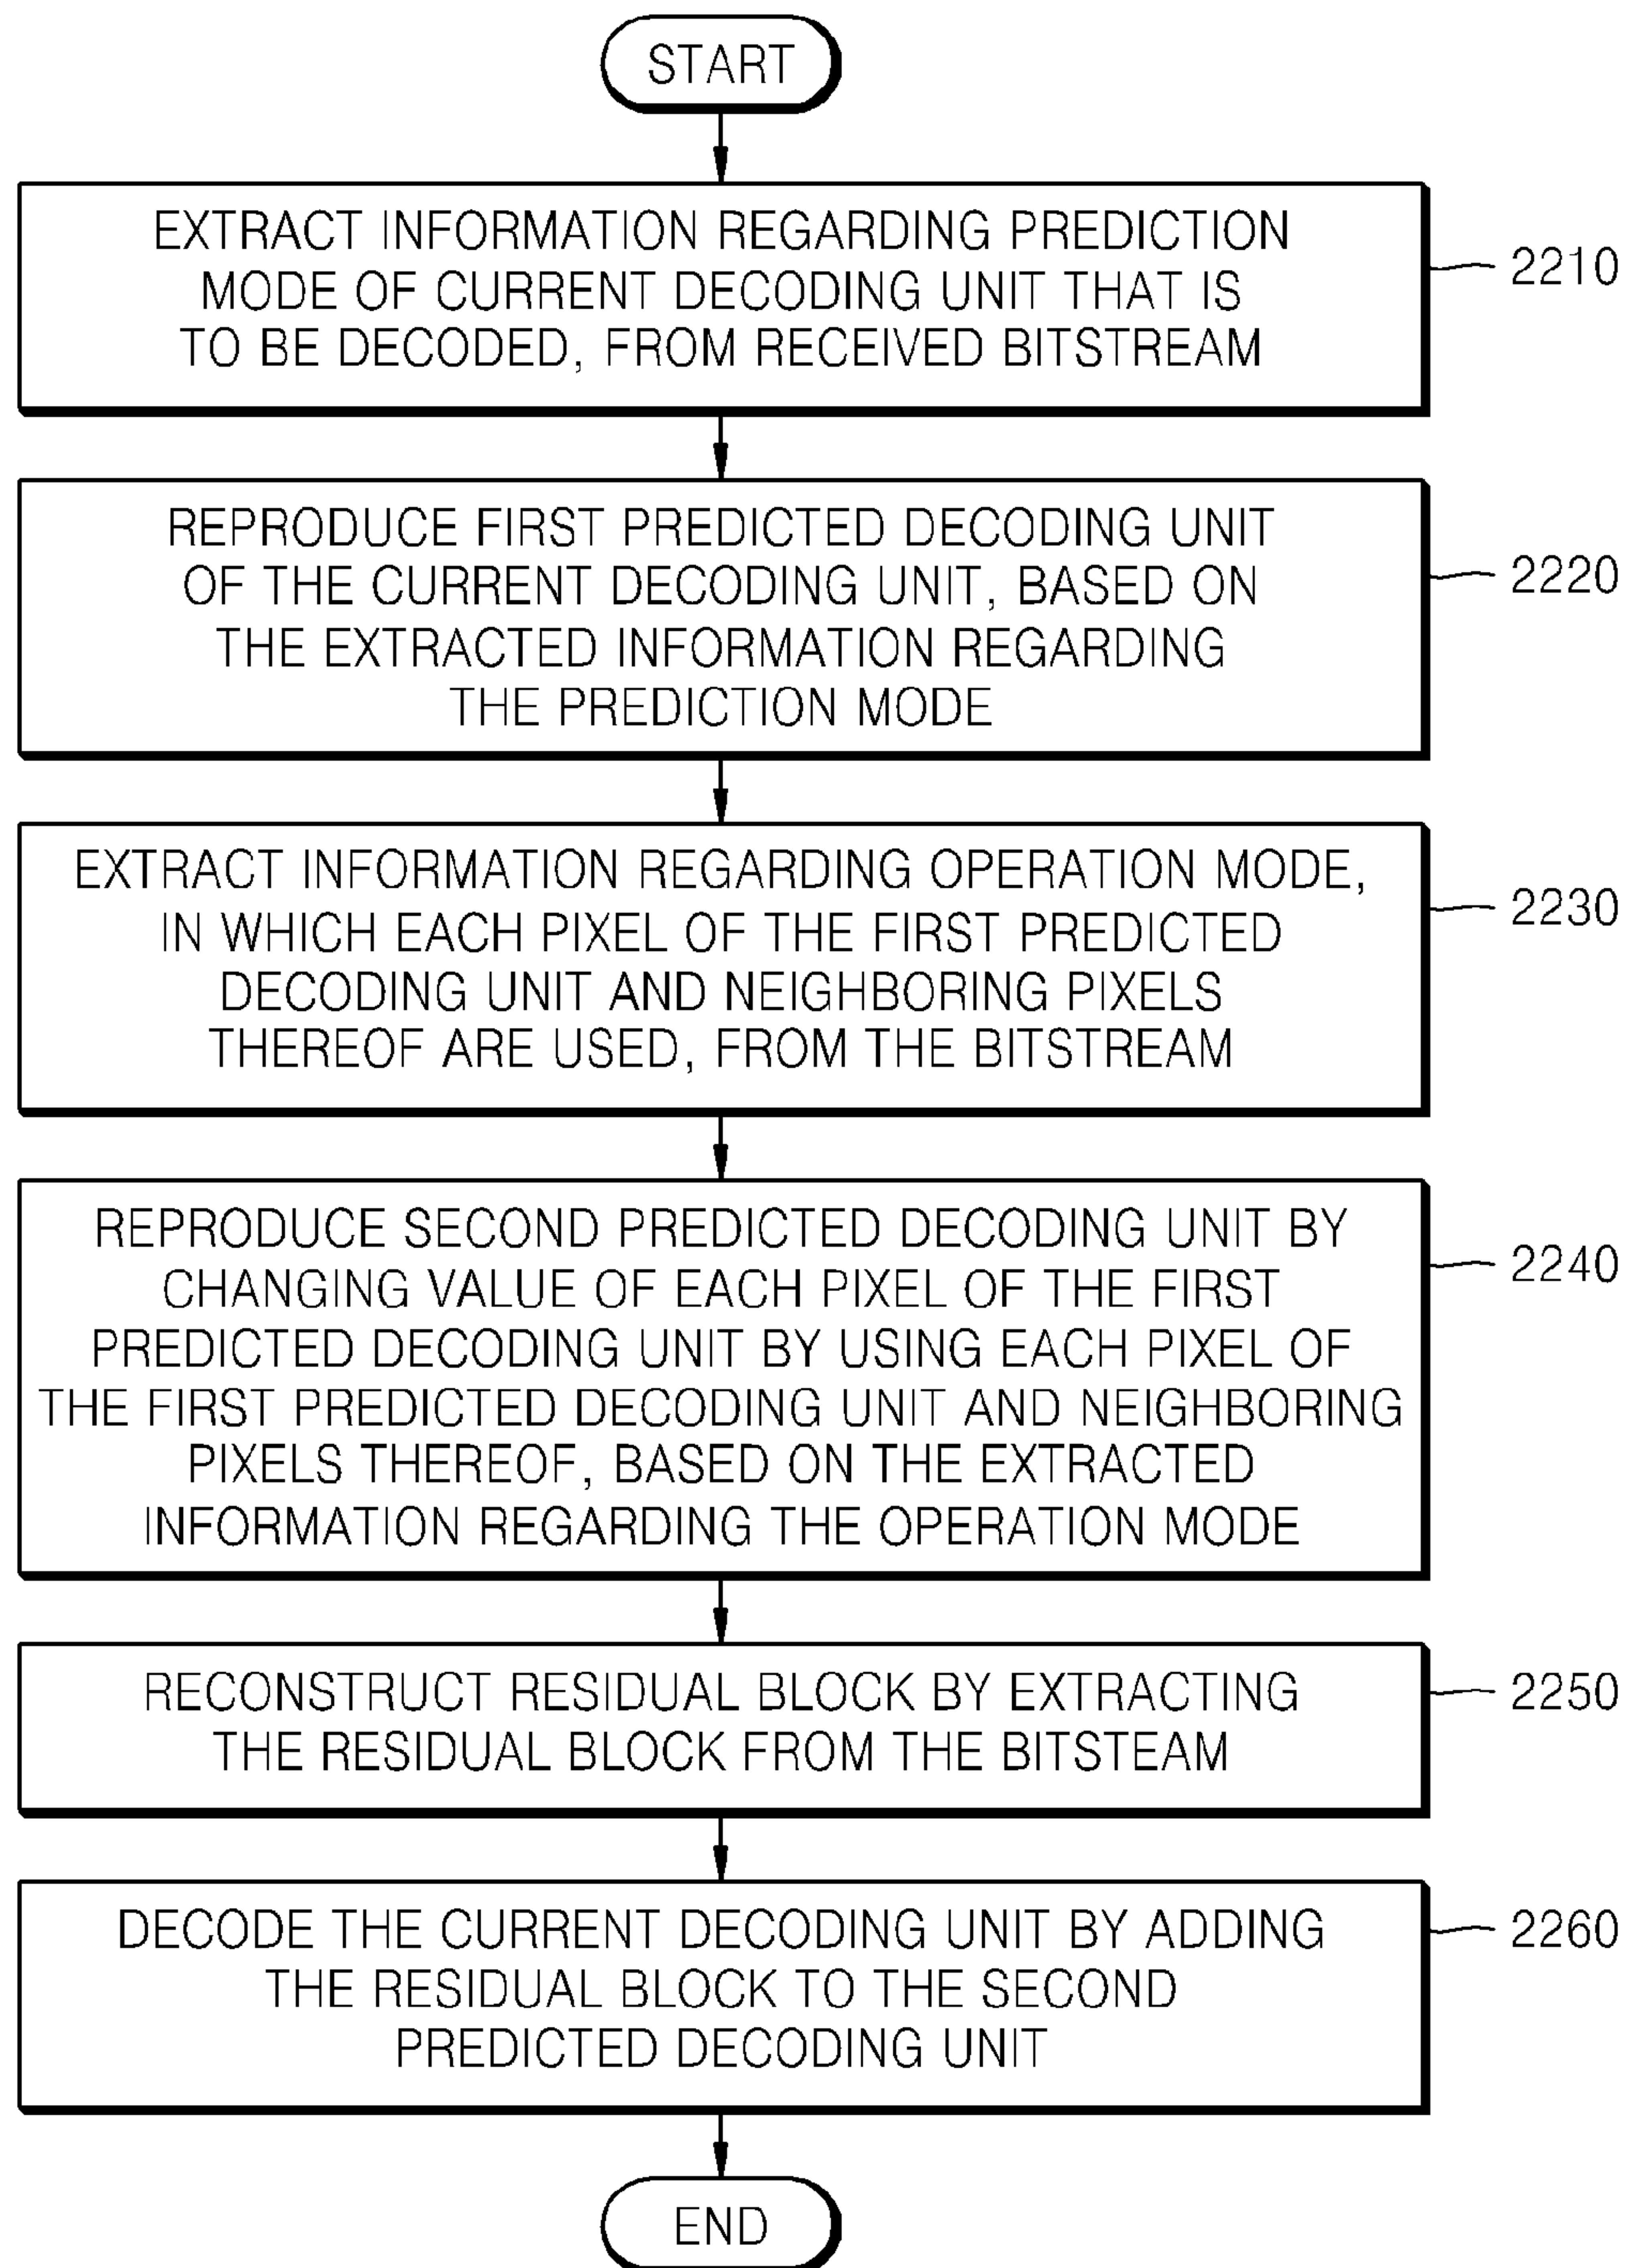 START
EXTRACT INFORMATION REGARDING PREDICTION
MODE OF CURRENT DECODING UNIT THAT IS
TO BE DECODED, FROM RECEIVED BITSTREAM
2210
REPRODUCE FIRST PREDICTED DECODING UNIT
OF THE CURRENT DECODING UNIT, BASED ON
THE EXTRACTED INFORMATION REGARDING
THE PREDICTION MODE
2220
EXTRACT INFORMATION REGARDING OPERATION MODE,
IN WHICH EACH PIXEL OF THE FIRST PREDICTED
DECODING UNIT AND NEIGHBORING PIXELS
THEREOF ARE USED, FROM THE BITSTREAM
2230
REPRODUCE SECOND PREDICTED DECODING UNIT BY
CHANGING VALUE OF EACH PIXEL OF THE FIRST
PREDICTED DECODING UNIT BY USING EACH PIXEL OF
THE FIRST PREDICTED DECODING UNIT AND NEIGHBORING
PIXELS THEREOF, BASED ON THE EXTRACTED
INFORMATION REGARDING THE OPERATION MODE
2240
RECONSTRUCT RESIDUAL BLOCK BY EXTRACTING
THE RESIDUAL BLOCK FROM THE BITSTEAM
2250
DECODE THE CURRENT DECODING UNIT BY ADDING
THE RESIDUAL BLOCK TO THE SECOND
PREDICTED DECODING UNIT
2260
END